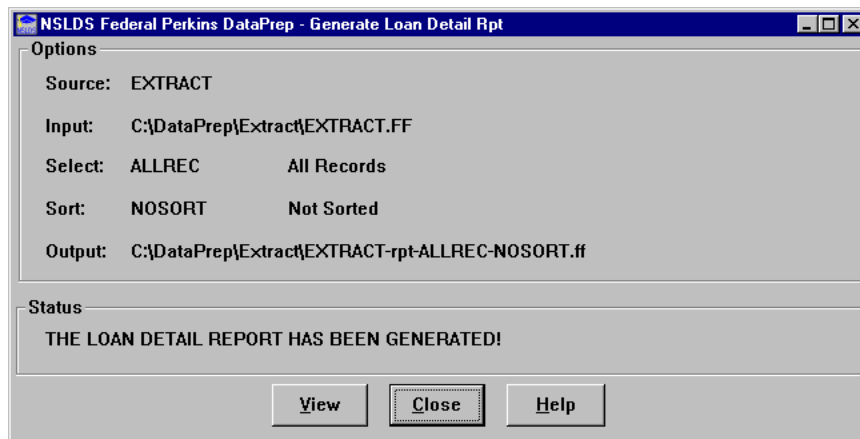 NSLDS Federal Perkins DataPrep - Generate Loan Detail Rpt
Options
Source: EXTRACT
Input: C:\DataPrep\Extract\EXTRACT.FF
Select: ALLREC All Records
Sort: NOSORT Not Sorted
Output: C:\DataPrep\Extract\EXTRACT-rpt-ALLREC-NOSORT.ff
Status
THE LOAN DETAIL REPORT HAS BEEN GENERATED!
View Close Help